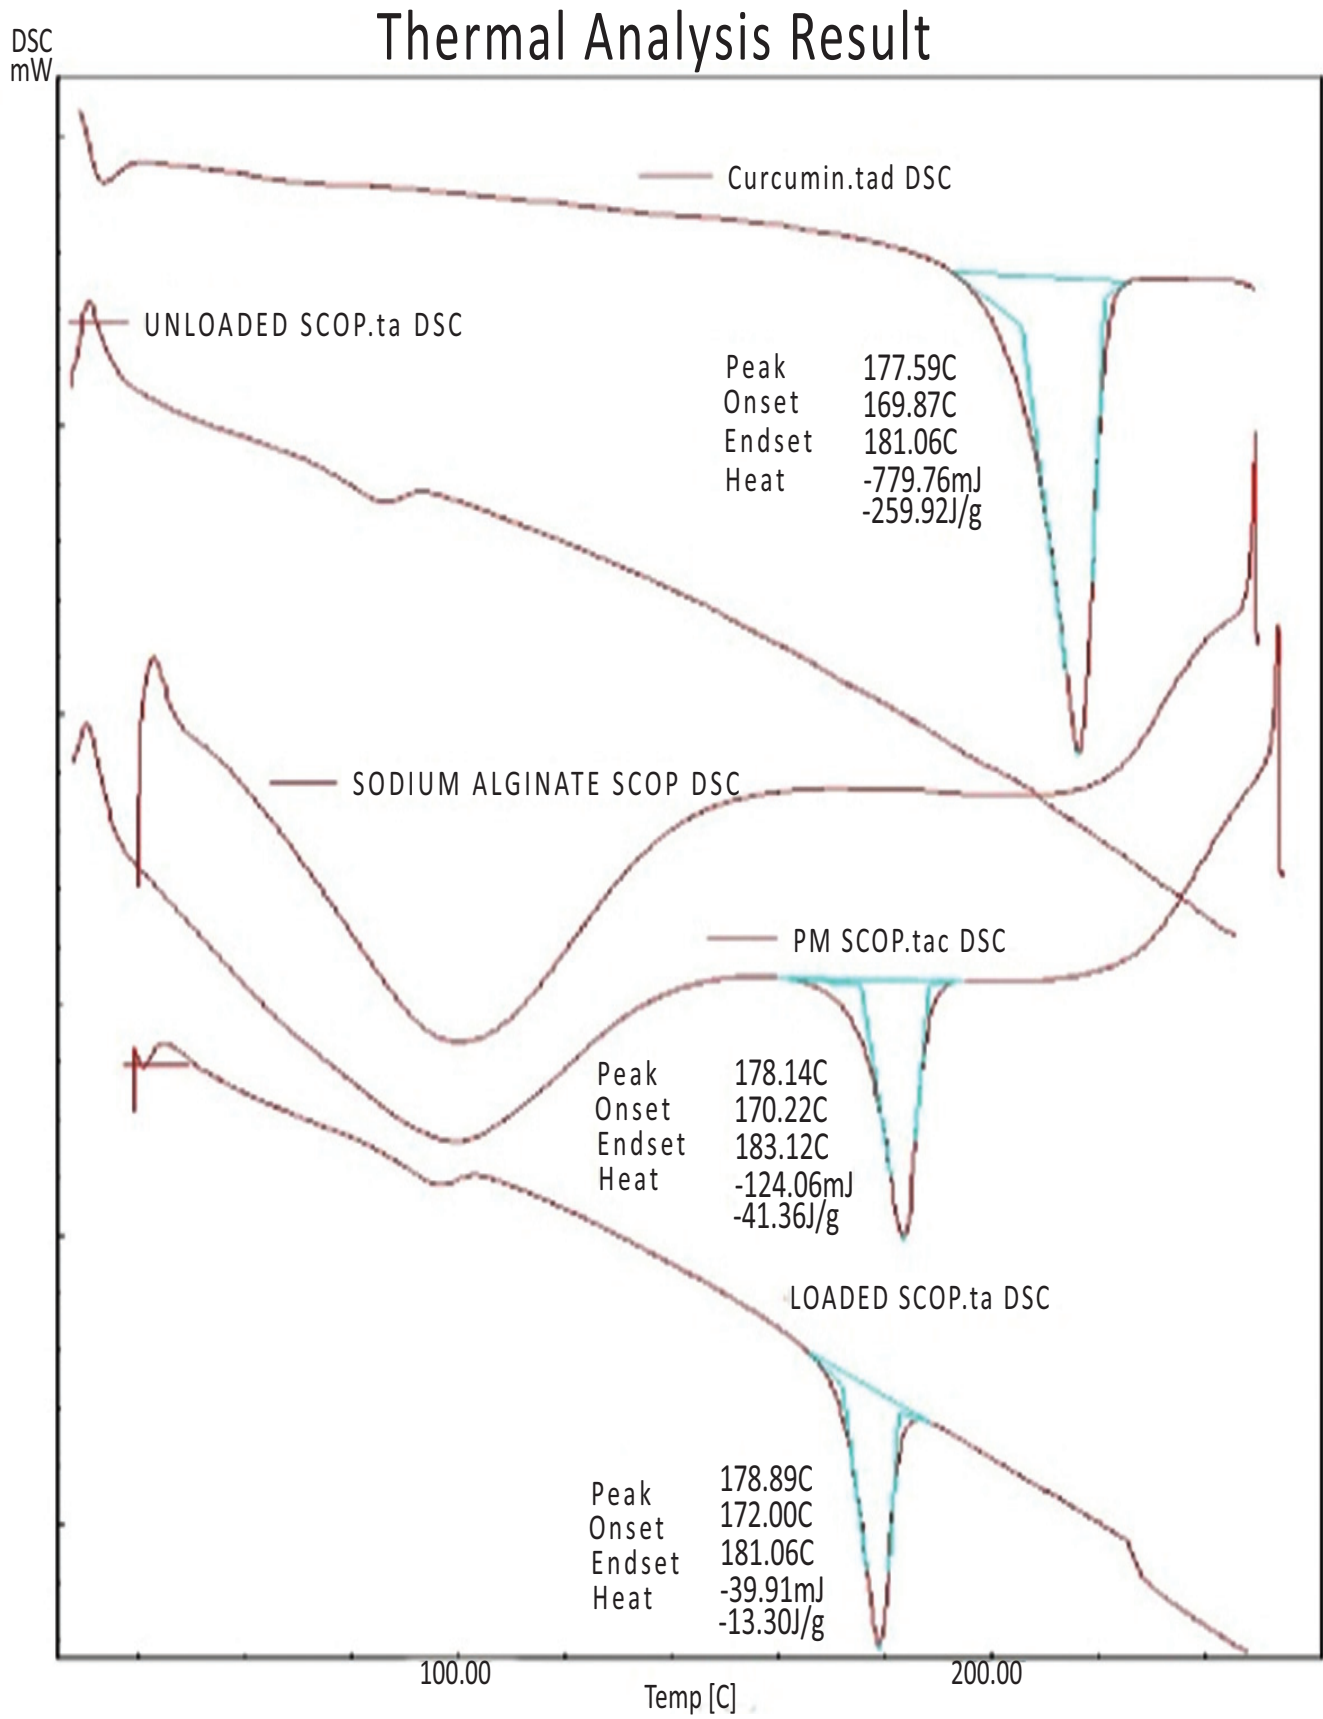 Thermal Analysis Result
DSC
mW
Curcumin.tad DSC
UNLOADED SCOP.ta DSC
Peak 177.59C
Onset 169.87C
Endset 181.06C
Heat -779.76mJ
-259.92J/g
SODIUM ALGINATE SCOP DSC
PM SCOP.tac DSC
Peak 178.14C
Onset 170.22C
Endset 183.12C
Heat -124.06mJ
-41.36J/g
LOADED SCOP.ta DSC
Peak 178.89C
Onset 172.00C
Endset 181.06C
Heat -39.91mJ
-13.30J/g
100.00 200.00
Temp [C]